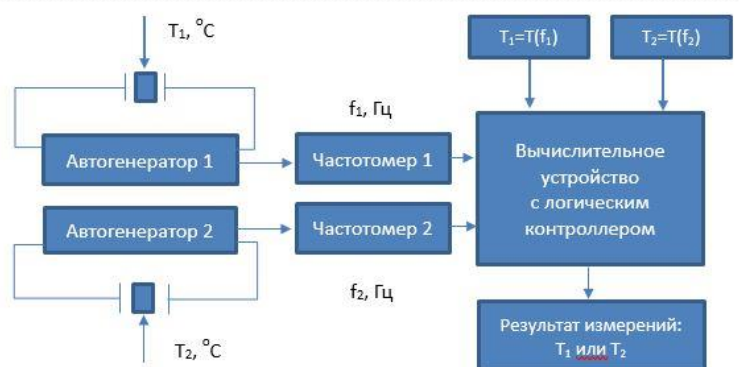 T₁, °C
T₁=T(f₁)
T₂=T(f₂)
f₁, Гц
Автогенератор 1
Частотомер 1
Вычислительное
устройство
с логическим
контроллером
Автогенератор 2
Частотомер 2
f₂, Гц
T₂, °C
Результат измерений:
T₁ или T₂